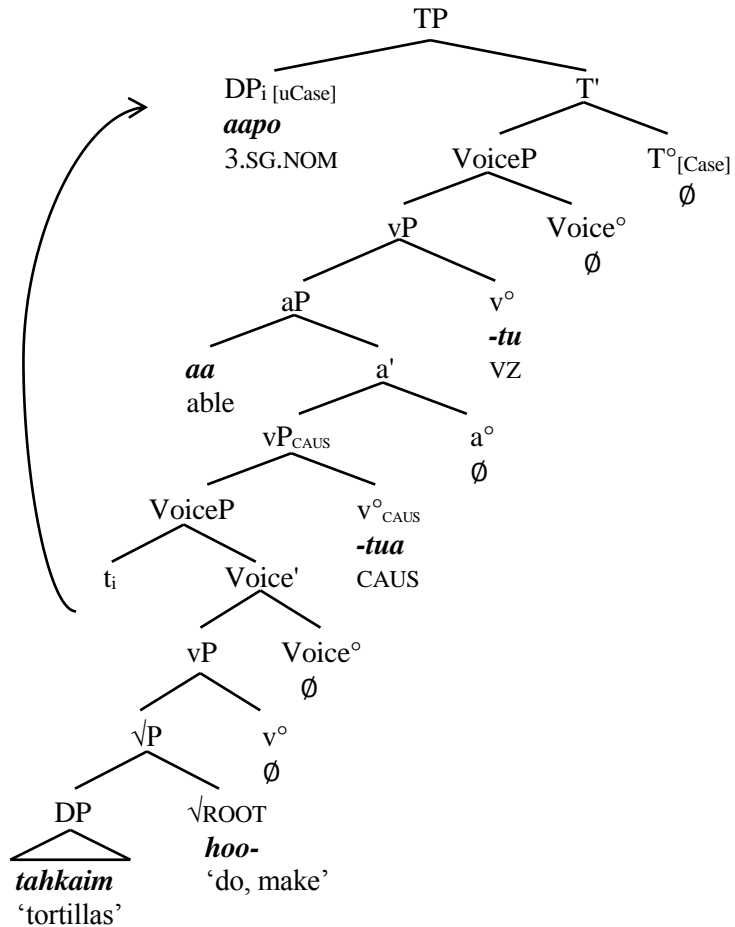 TP
DPi [uCase] T'
aapo
3.SG.NOM VoiceP T°[Case]
∅
vP Voice°
∅
aP v°
-tu
aa a' VZ
able
vPCAUS a°
∅
VoiceP v°CAUS
-tua
ti Voice' CAUS
vP Voice°
∅
√P v°
∅
DP √ROOT
hoo-
tahkaim ‘do, make’
‘tortillas’